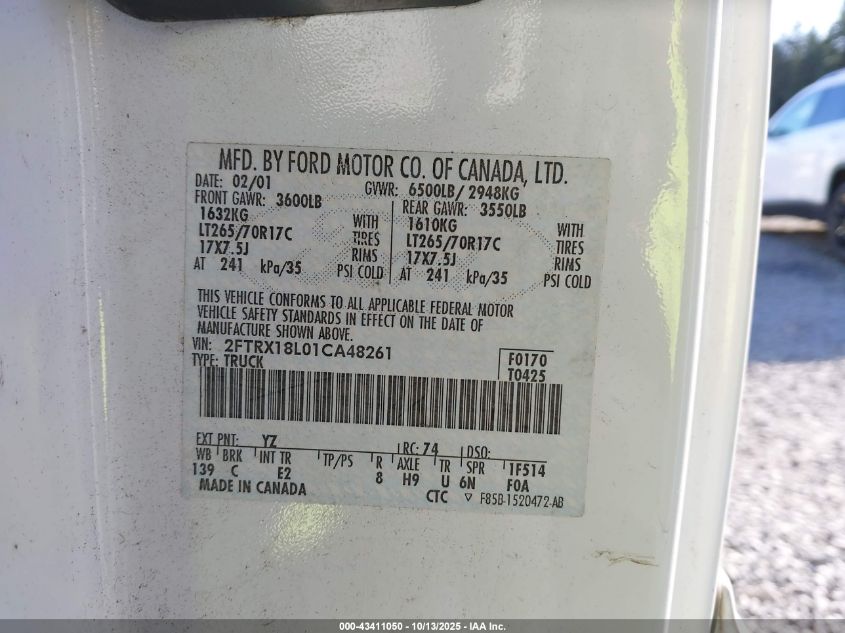 MFD. BY FORD MOTOR CO. OF CANADA, LTD.
DATE: 02/01 GVWR: 6500LB/ 2948KG
FRONT GAWR: 3600LB REAR GAWR: 3550LB
1632KG WITH 1610KG WITH
LT265/70R17C TIRES LT265/70R17C TIRES
17X7.5J RIMS 17X7.5J RIMS
AT 241 kPa/35 PSI COLD AT 241 kPa/35 PSI COLD
THIS VEHICLE CONFORMS TO ALL APPLICABLE FEDERAL MOTOR
VEHICLE SAFETY STANDARDS IN EFFECT ON THE DATE OF
MANUFACTURE SHOWN ABOVE.
VIN: 2FTRX18L01CA48261 F0170
TYPE: TRUCK T0425
EXT PNT: YZ RC: 74 DSO:
WB BRK INT TR TP/PS R AXLE TR SPR 1F514
139 C E2 8 H9 U 6N F0A
MADE IN CANADA CTC F85B-1520472-AB
000-43411050 - 10/13/2025 - IAA Inc.